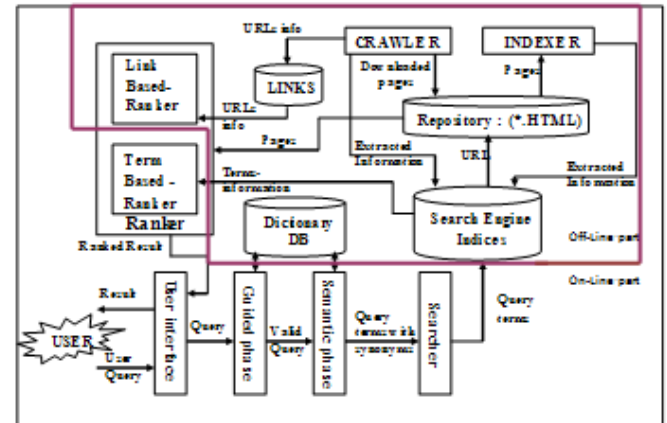 URLs info
CRAWLER
INDEXER
Link
Based-
Ranker
LINKS
Downloaded
pages
Pages
URLs
info
Repository : (*.HTML)
Pages
Extracted
Information
URL
Term
Based -
Ranker
Terms-
information
Extracted
Information
Ranker
Dictionary
DB
Search Engine
Indices
Off-Line part
Ranked Result
On-Line part
Result
User interface
Guided phase
Semantic phase
Searcher
Query
terms
USER
Query
Valid
Query
Query
terms with
synonyms
User
Query